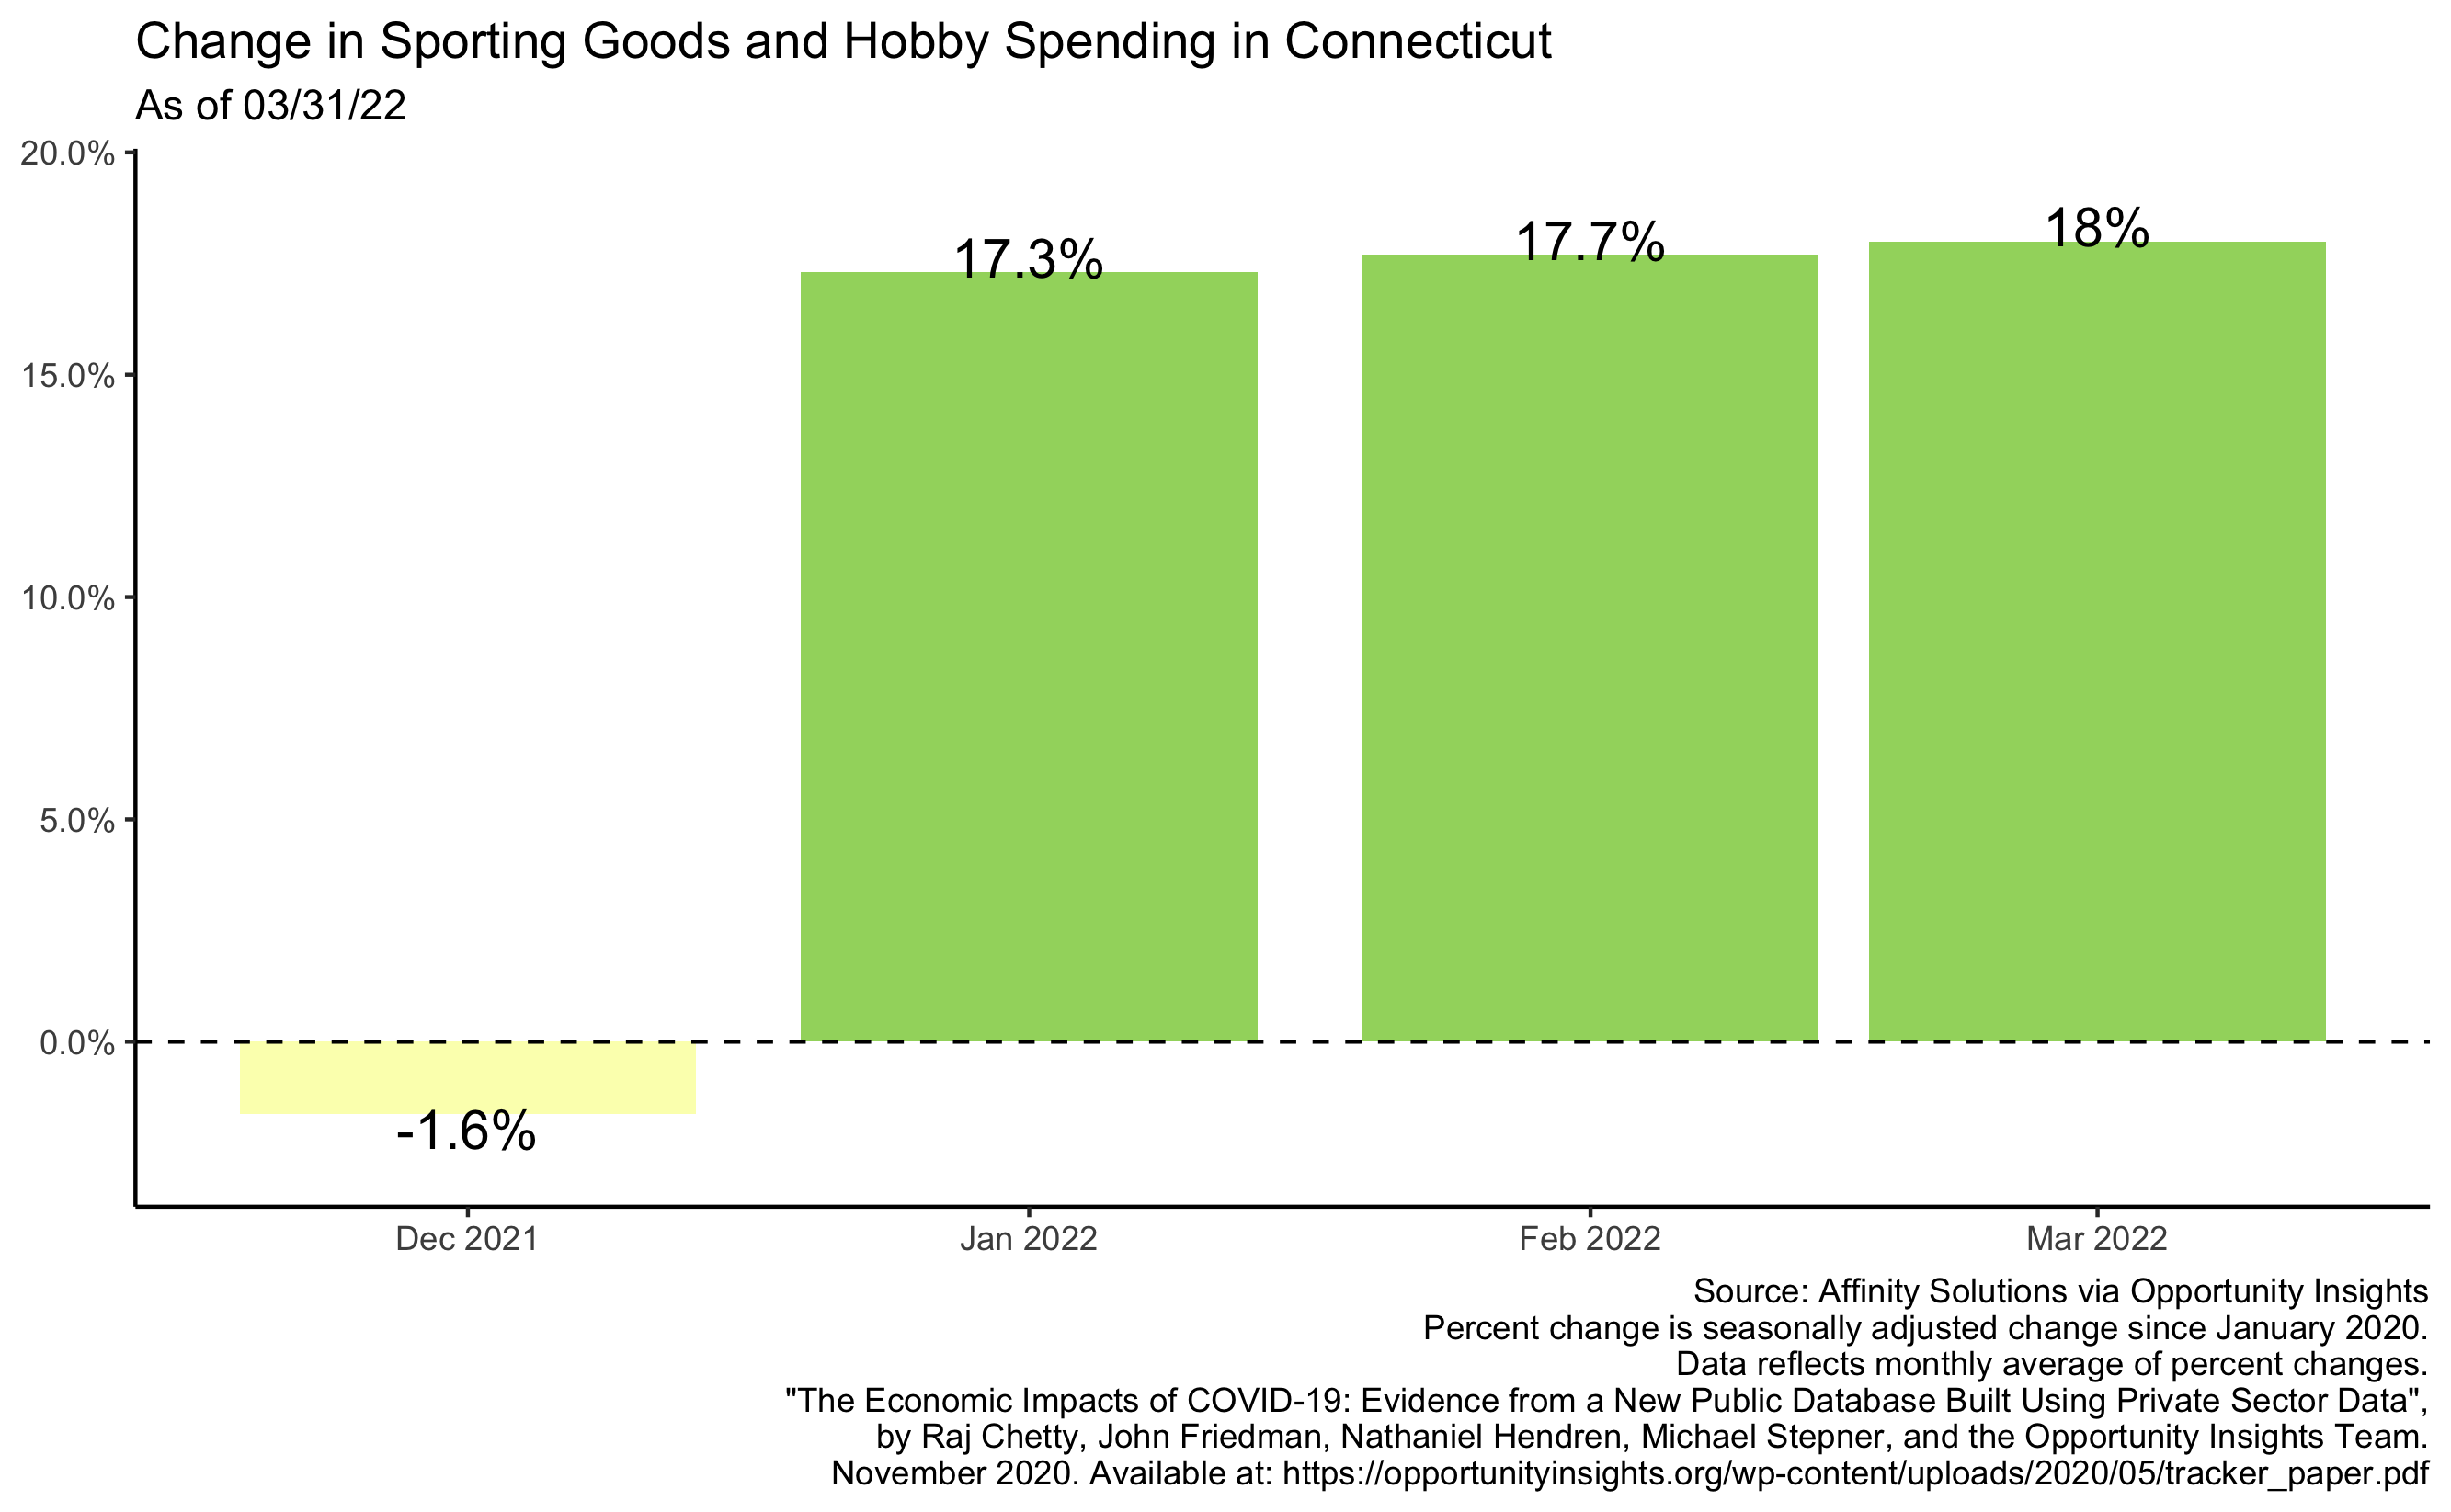 Change in Sporting Goods and Hobby Spending in Connecticut
As of 03/31/22
20.0%
15.0%
10.0%
5.0%
0.0%
-1.6%
17.3%
17.7%
18%
Dec 2021
Jan 2022
Feb 2022
Mar 2022
Source: Affinity Solutions via Opportunity Insights
Percent change is seasonally adjusted change since January 2020.
Data reflects monthly average of percent changes.
"The Economic Impacts of COVID-19: Evidence from a New Public Database Built Using Private Sector Data",
by Raj Chetty, John Friedman, Nathaniel Hendren, Michael Stepner, and the Opportunity Insights Team.
November 2020. Available at: https://opportunityinsights.org/wp-content/uploads/2020/05/tracker_paper.pdf